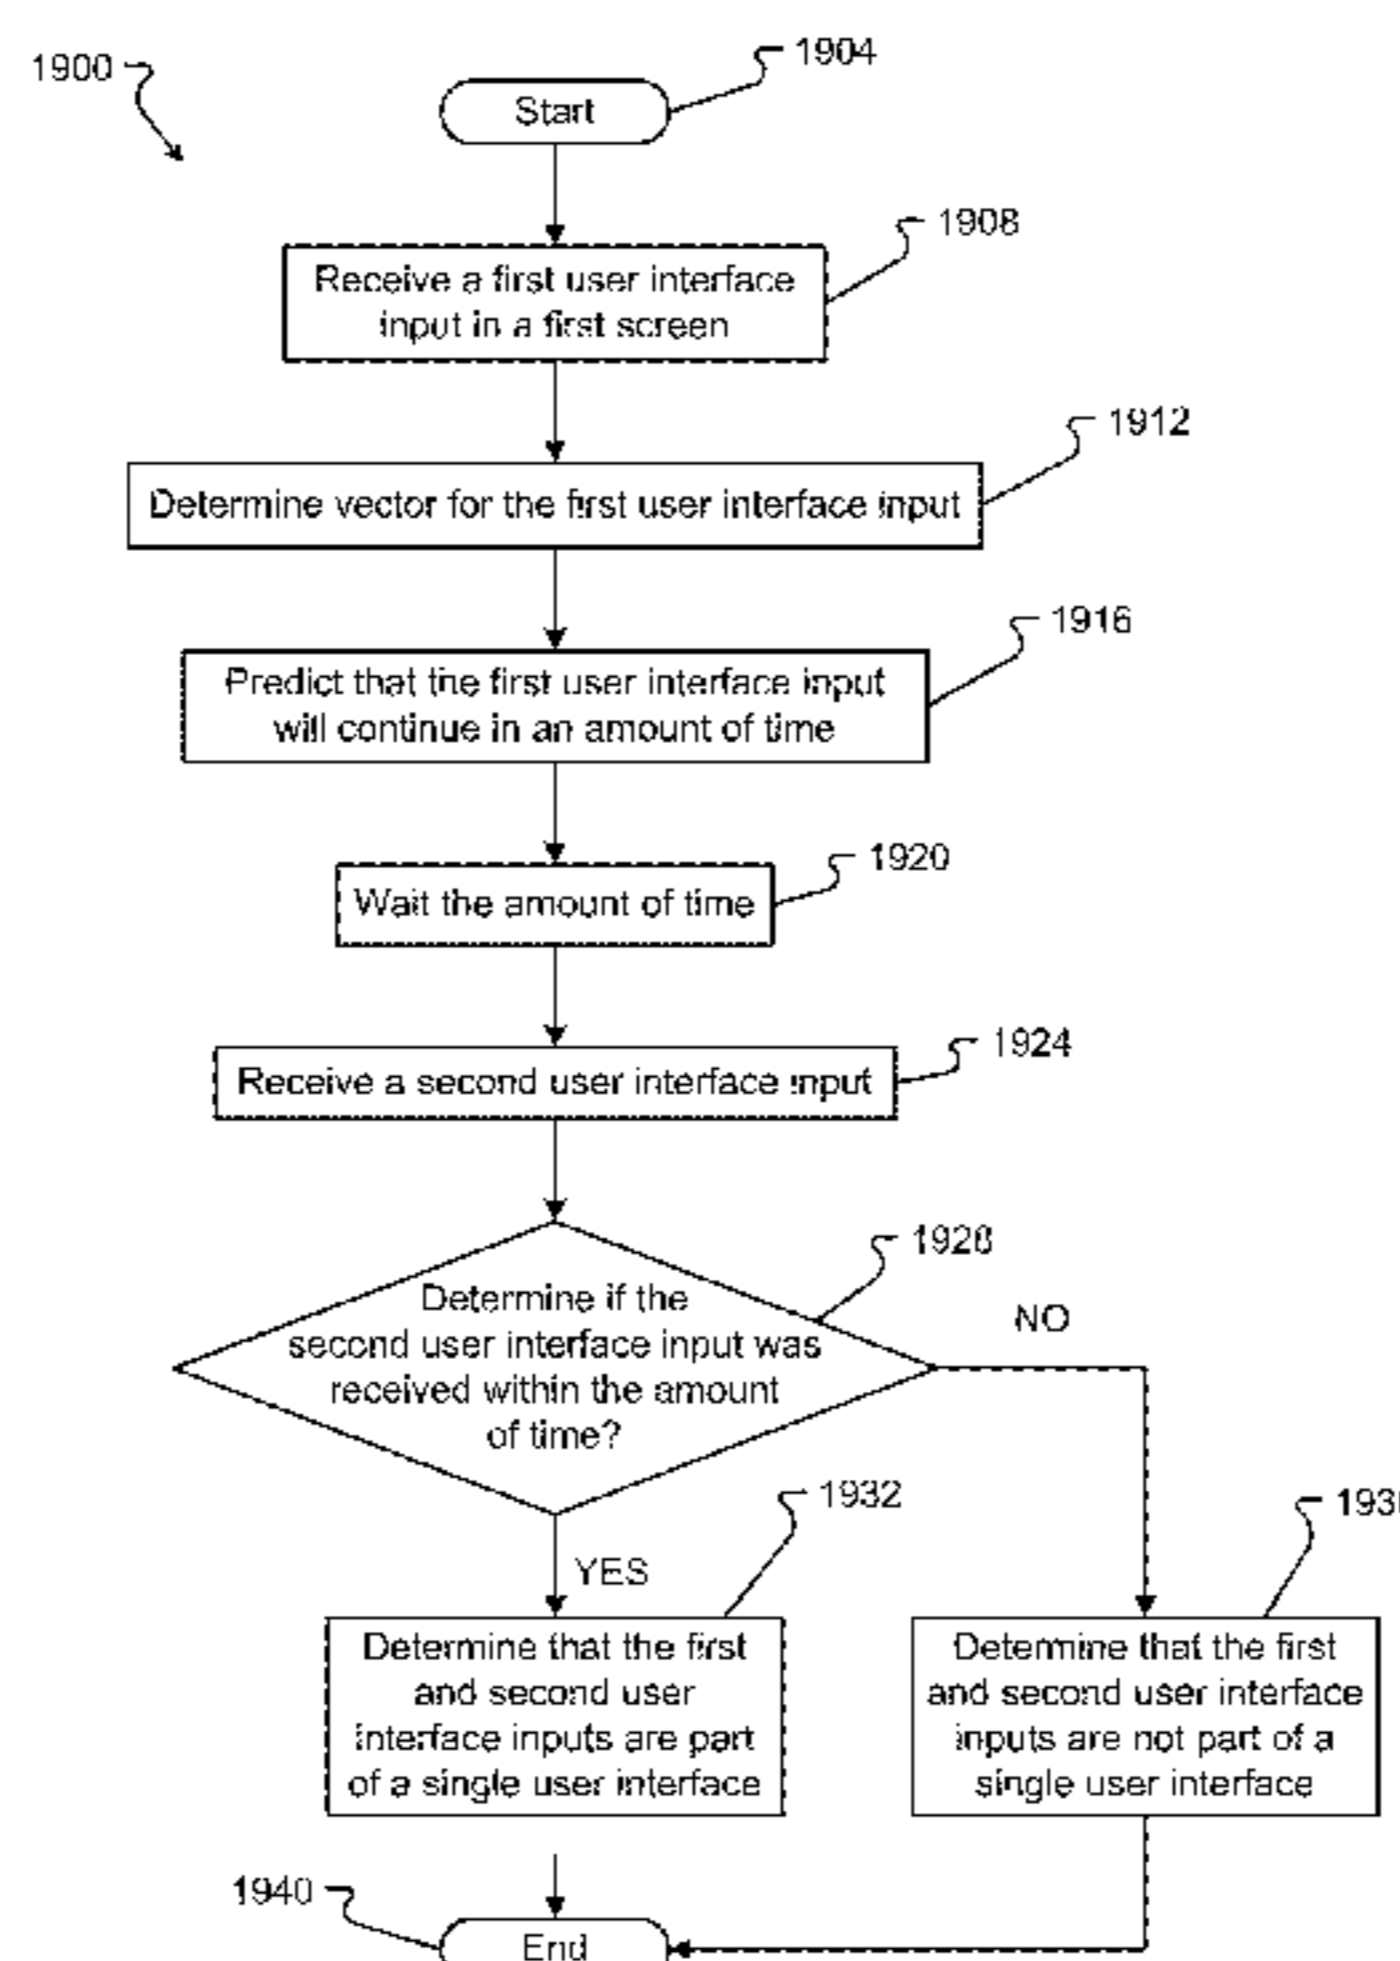 1900
1904
Start
1908
Receive a first user interface
input in a first screen
1912
Determine vector for the first user interface input
1916
Predict that the first user interface input
will continue in an amount of time
1920
Wait the amount of time
1924
Receive a second user interface input
1928
Determine if the
second user interface input was
received within the amount
of time?
NO
YES
1932
Determine that the first
and second user
interface inputs are part
of a single user interface
Determine that the first
and second user interface
inputs are not part of a
single user interface
1940
End